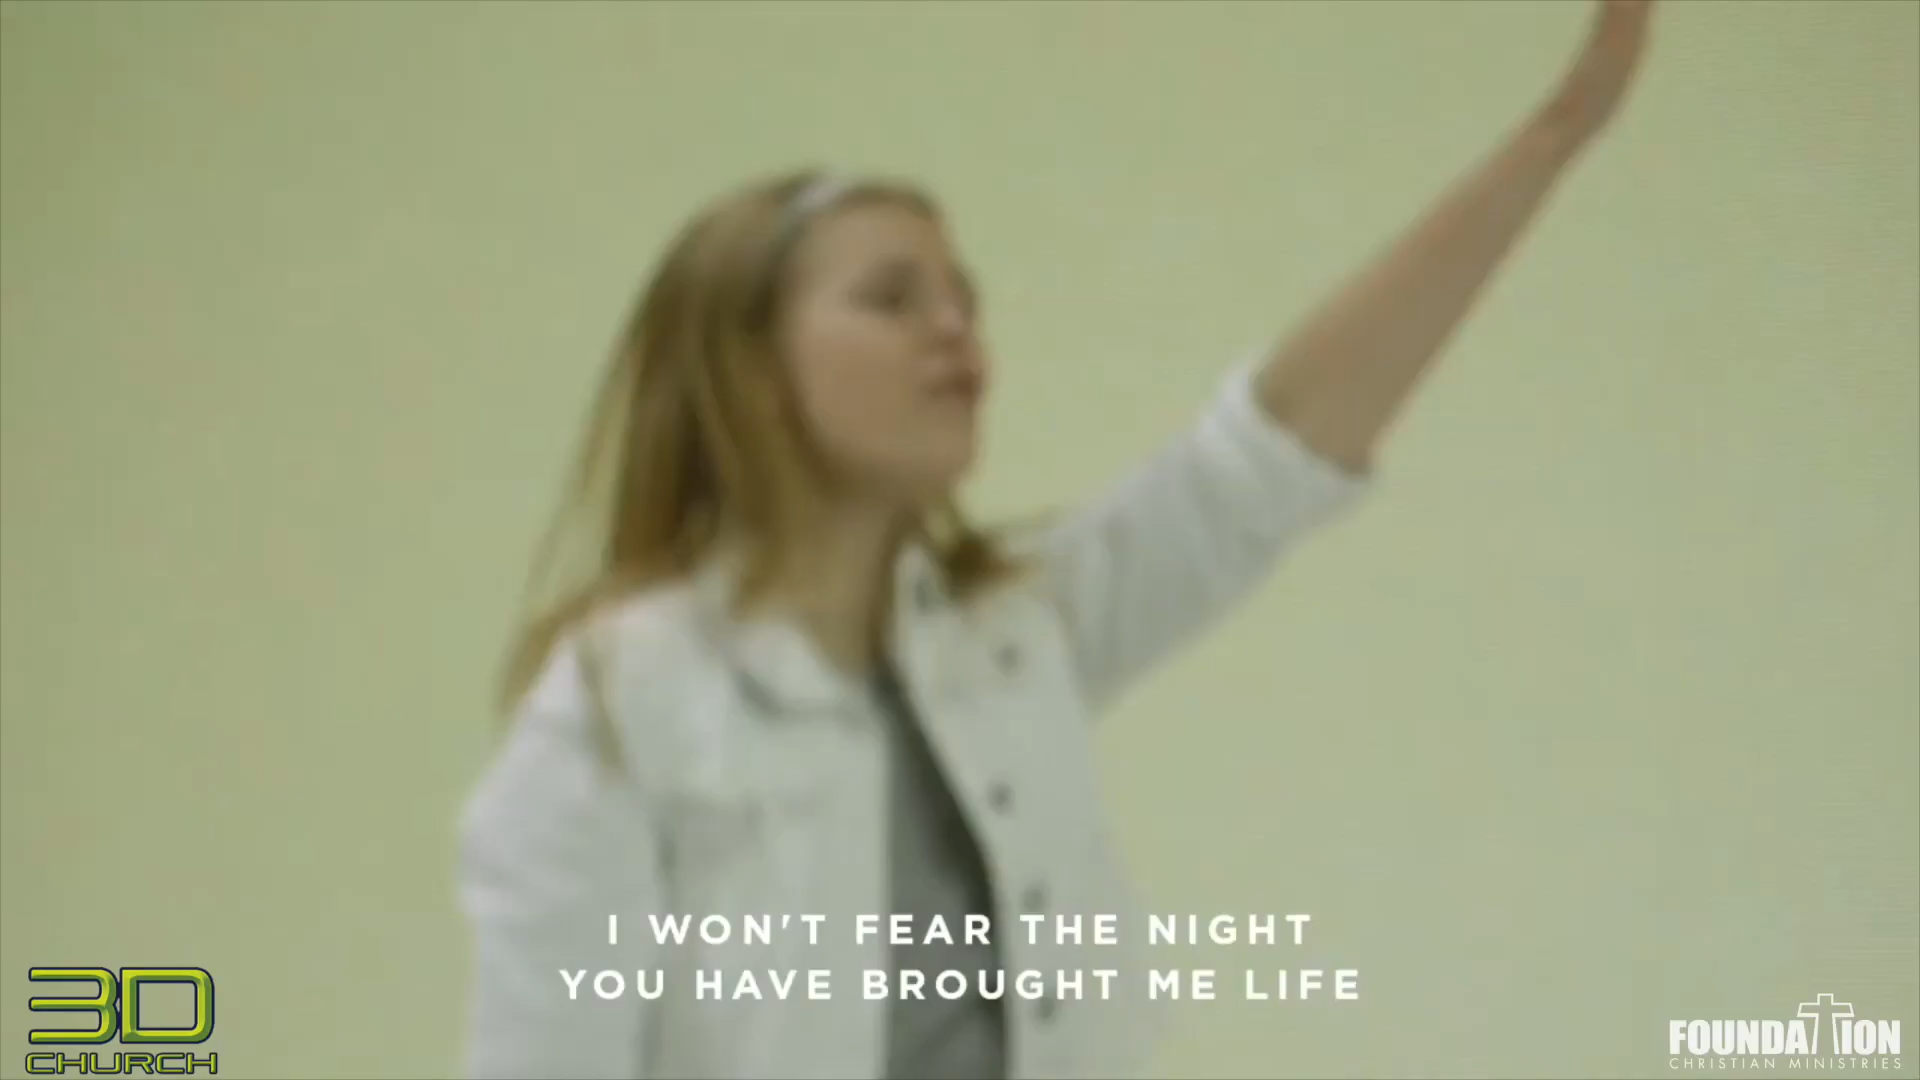 I WON'T FEAR THE NIGHT
YOU HAVE BROUGHT ME LIFE
3D
CHURCH
FOUNDATION
CHRISTIAN MINISTRIES